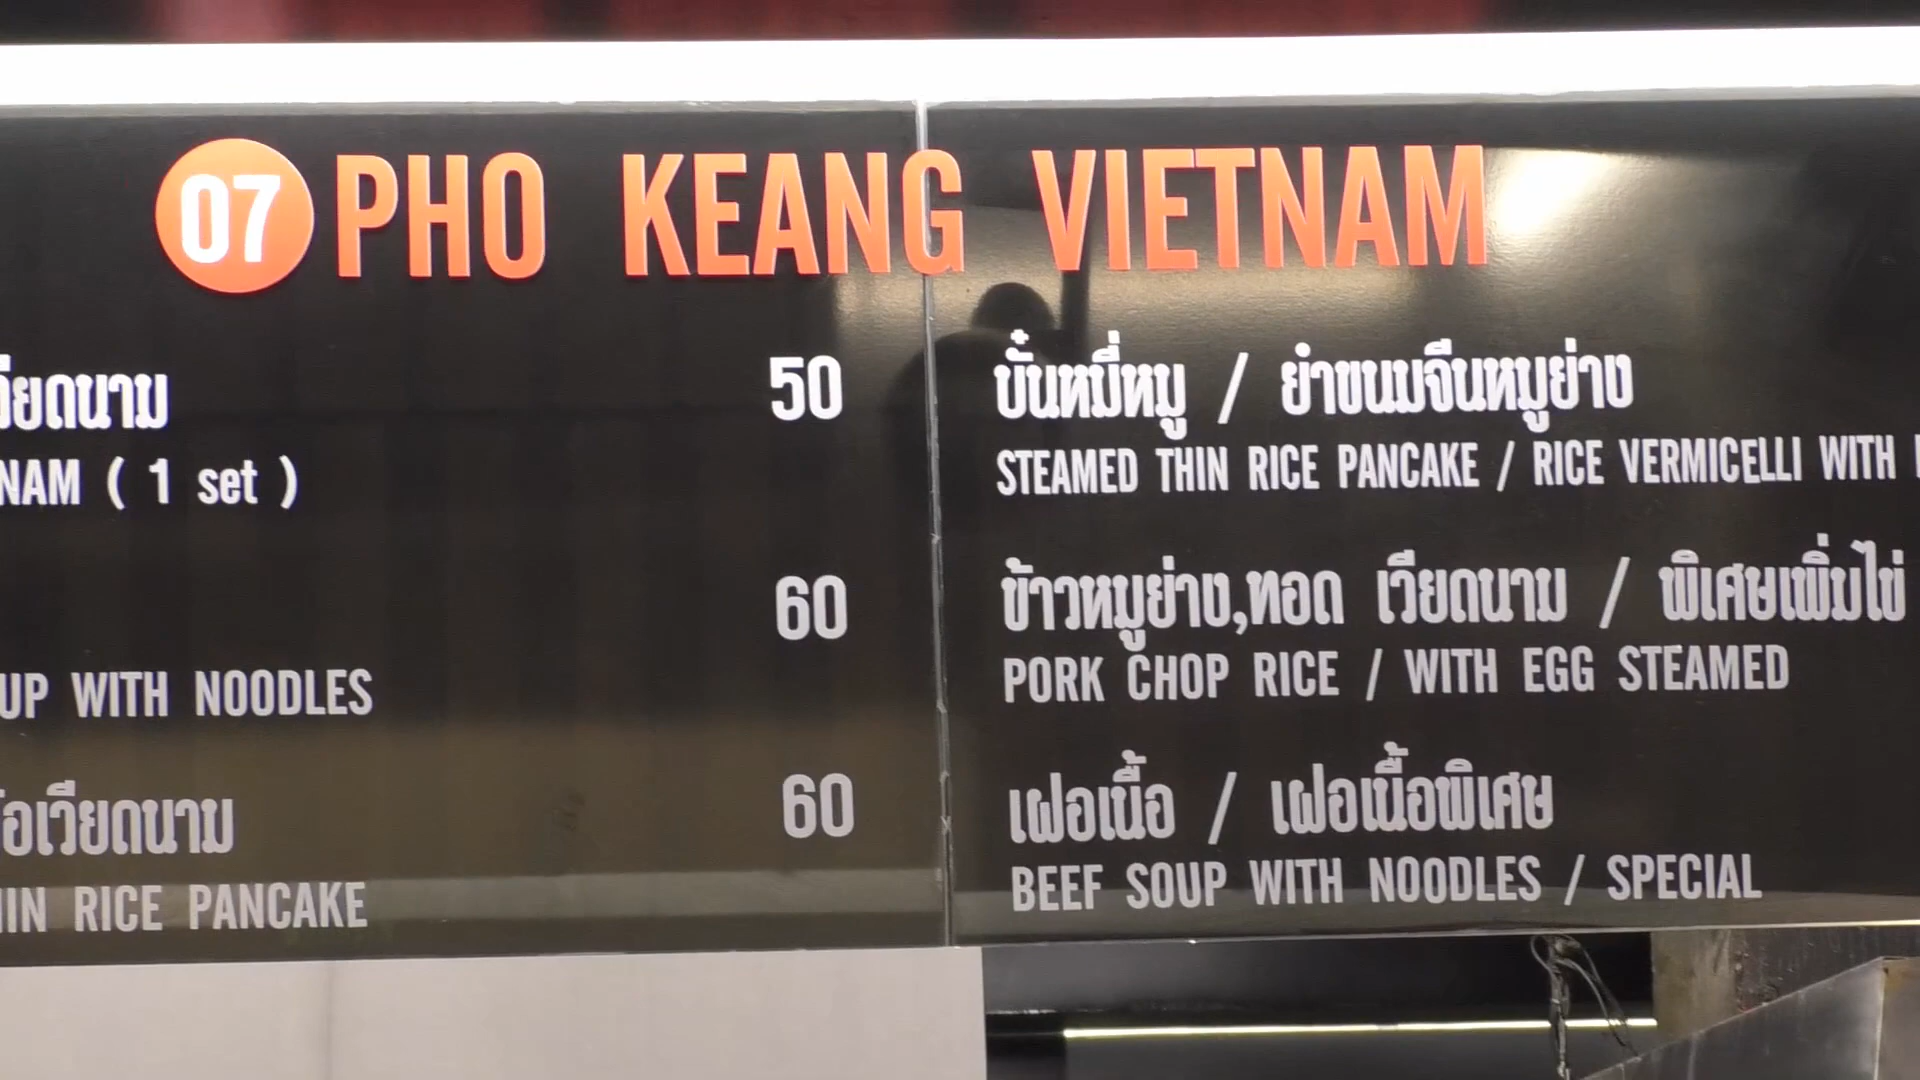 07 PHO KEANG VIETNAM
เวียดนาม 50
NAM ( 1 set )
60
UP WITH NOODLES
อเวียดนาม 60
IN RICE PANCAKE
บั๋นหมี่หมู / ยำขนมจีนหมูย่าง
STEAMED THIN RICE PANCAKE / RICE VERMICELLI WITH
ข้าวหมูย่าง,ทอด เวียดนาม / พิเศษเพิ่มไข่
PORK CHOP RICE / WITH EGG STEAMED
เฝอเนื้อ / เฝอเนื้อพิเศษ
BEEF SOUP WITH NOODLES / SPECIAL